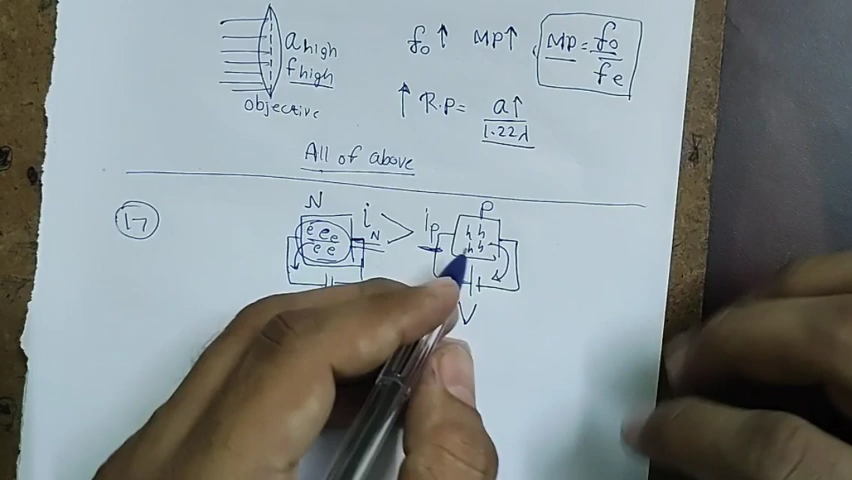 a high
f high
objective
fo ↑ MP↑, MP = fo / fe
↑ R.P = a↑ / 1.22λ
All of above
17
N iN > ip P
e e e e e
h h h h
V